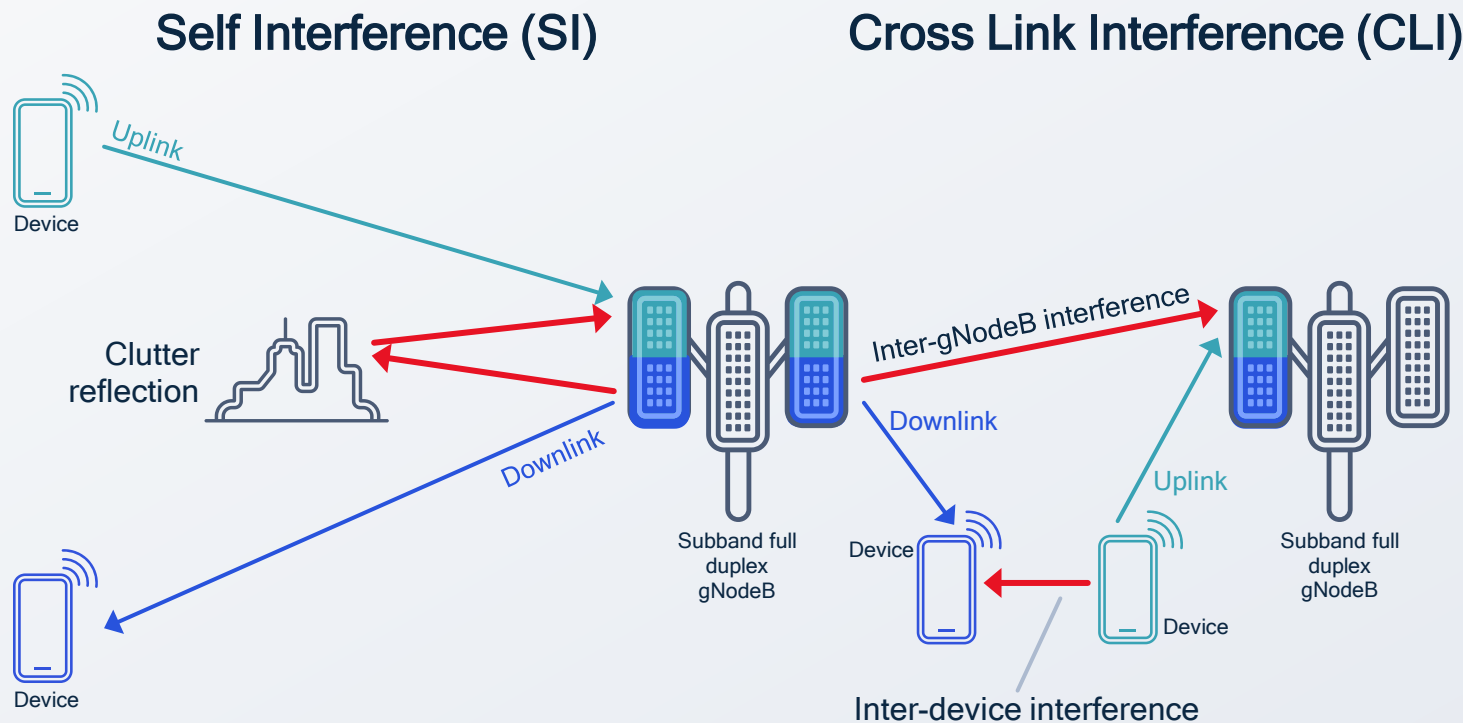 Self Interference (SI)
Cross Link Interference (CLI)
Uplink
Device
Clutter
reflection
Downlink
Device
Subband full
duplex
gNodeB
Inter-gNodeB interference
Downlink
Uplink
Device
Device
Inter-device interference
Subband full
duplex
gNodeB